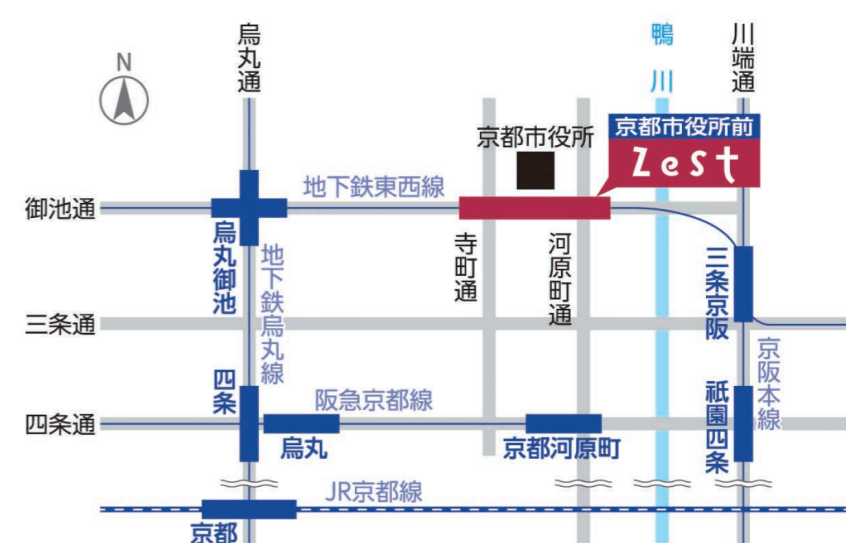 烏丸通
鴨川
川端通
N
京都市役所
京都市役所前
Zest
地下鉄東西線
御池通
烏丸御池
地下鉄烏丸線
寺町通
河原町通
三条京阪
三条通
京阪本線
四条
阪急京都線
祇園四条
四条通
烏丸
京都河原町
JR京都線
京都